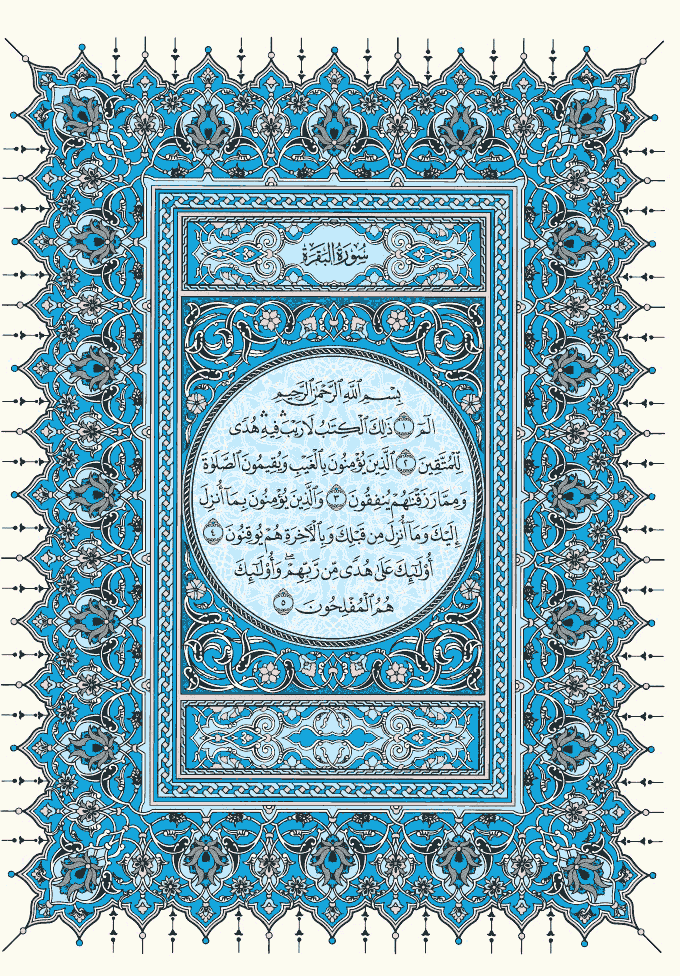 سُورَةُ البَقَرَةِ
بِسْمِ ٱللَّهِ ٱلرَّحْمَٰنِ ٱلرَّحِيمِ
الٓمٓ ١ ذَٰلِكَ ٱلْكِتَٰبُ لَا رَيْبَ ۛ فِيهِ ۛ هُدًى
لِّلْمُتَّقِينَ ٢ ٱلَّذِينَ يُؤْمِنُونَ بِٱلْغَيْبِ وَيُقِيمُونَ ٱلصَّلَوٰةَ
وَمِمَّا رَزَقْنَٰهُمْ يُنفِقُونَ ٣ وَٱلَّذِينَ يُؤْمِنُونَ بِمَآ أُنزِلَ
إِلَيْكَ وَمَآ أُنزِلَ مِن قَبْلِكَ وَبِٱلْأَخِرَةِ هُمْ يُوقِنُونَ ٤
أُو۟لَٰٓئِكَ عَلَىٰ هُدًى مِّن رَّبِّهِمْ ۖ وَأُو۟لَٰٓئِكَ
هُمُ ٱلْمُفْلِحُونَ ٥